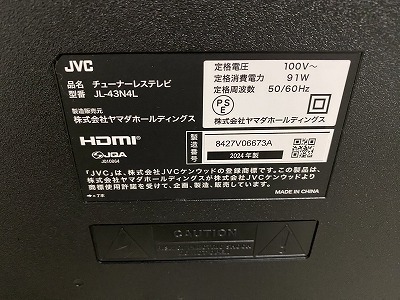 JVC
品名 チューナーレステレビ
型番 JL-43N4L
製造販売元
株式会社ヤマダホールディングス
定格電圧 : 100V～
定格消費電力 : 91W
定格周波数 : 50/60Hz
PSE
株式会社ヤマダホールディングス
HDMI
JQA
製造番号
8427V06673A
2024年製
「JVC」は、株式会社JVCケンウッドの登録商標です。この製品は、
株式会社ヤマダホールディングスが株式会社JVCケンウッドより
商標使用許諾を受けて、企画、製造、販売しています。
MADE IN CHINA
CAUTION